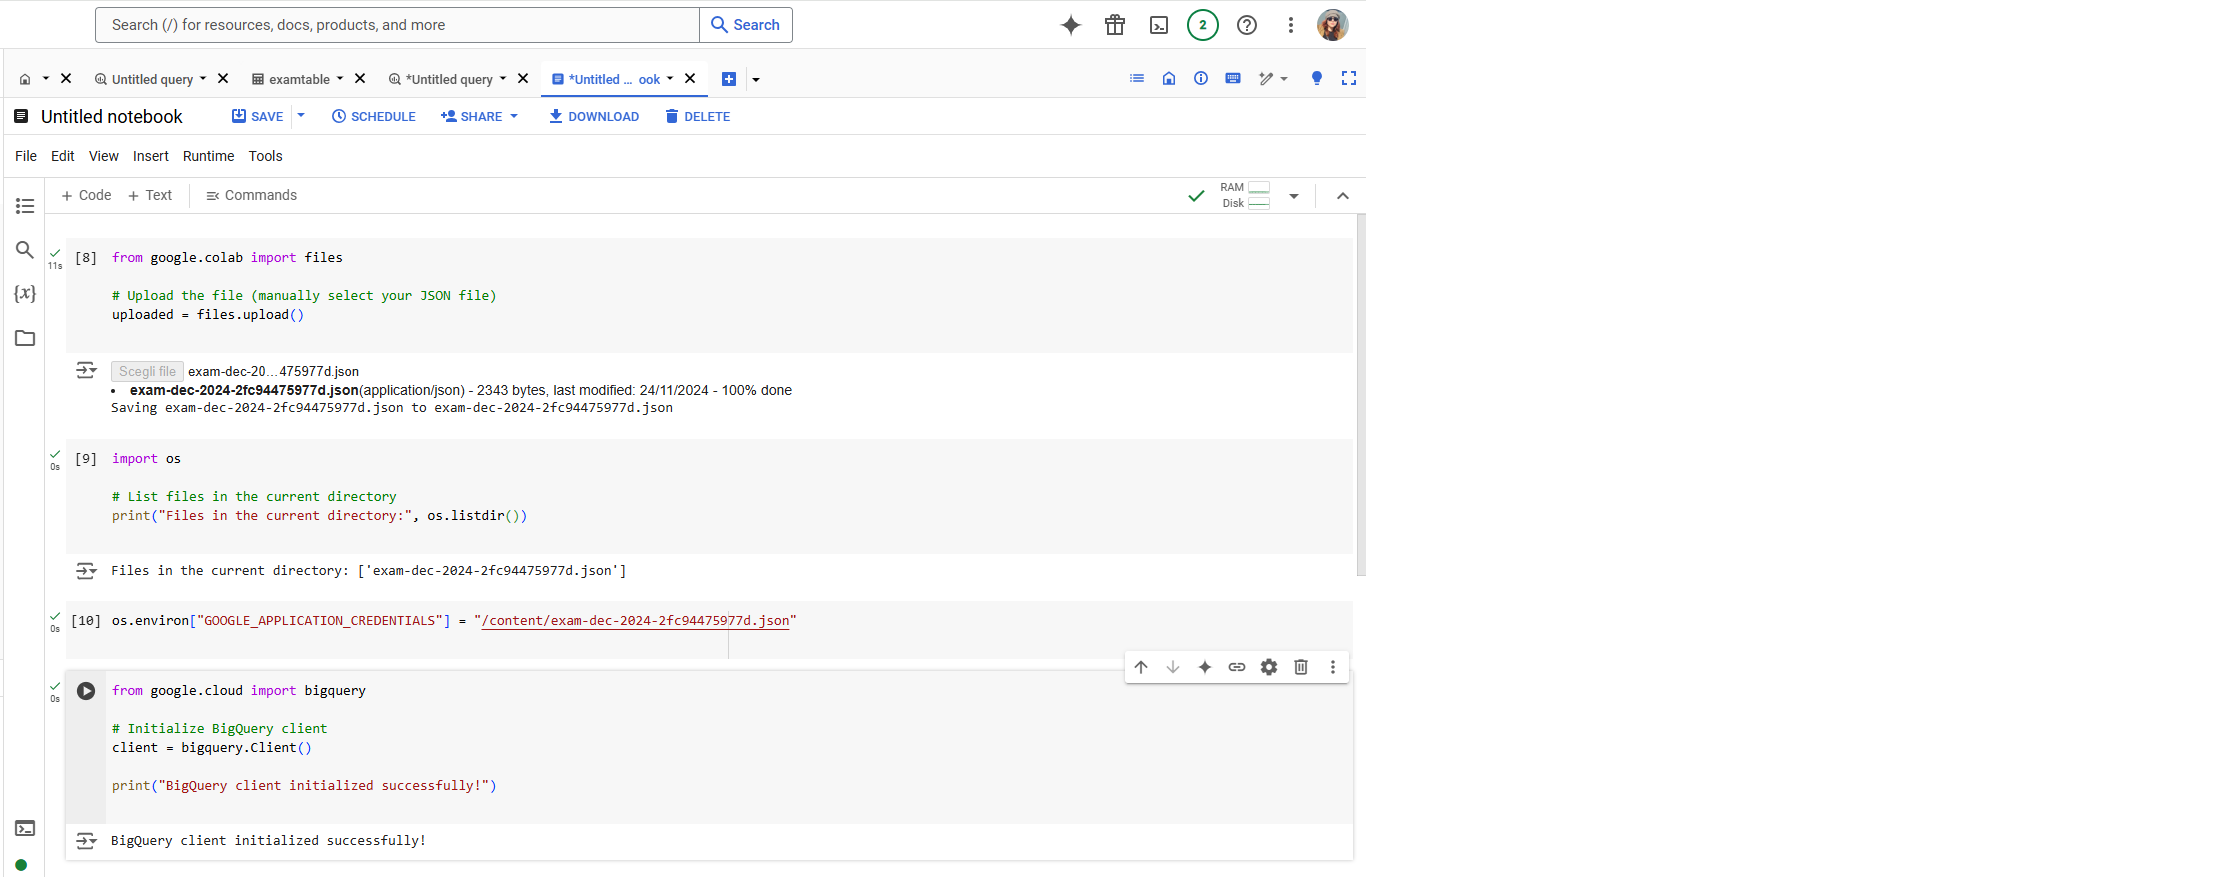 Search (/) for resources, docs, products, and more
Search
2
Untitled query
examtable
*Untitled query
*Untitled ... ook
Untitled notebook
SAVE
SCHEDULE
SHARE
DOWNLOAD
DELETE
File Edit View Insert Runtime Tools
+ Code + Text
Commands
RAM
Disk
11s
[8] from google.colab import files
# Upload the file (manually select your JSON file)
uploaded = files.upload()
Scegli file exam-dec-20...475977d.json
• exam-dec-2024-2fc94475977d.json(application/json) - 2343 bytes, last modified: 24/11/2024 - 100% done
Saving exam-dec-2024-2fc94475977d.json to exam-dec-2024-2fc94475977d.json
0s
[9] import os
# List files in the current directory
print("Files in the current directory:", os.listdir())
Files in the current directory: ['exam-dec-2024-2fc94475977d.json']
0s
[10] os.environ["GOOGLE_APPLICATION_CREDENTIALS"] = "/content/exam-dec-2024-2fc94475977d.json"
0s
from google.cloud import bigquery
# Initialize BigQuery client
client = bigquery.Client()
print("BigQuery client initialized successfully!")
BigQuery client initialized successfully!
{x}